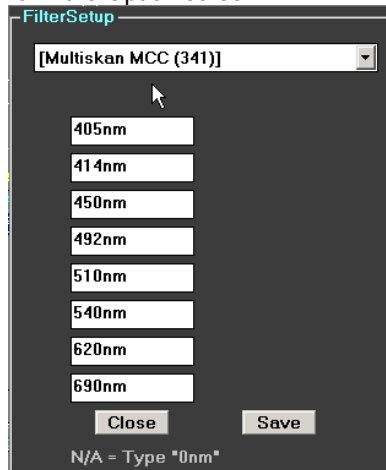 FilterSetup
[Multiskan MCC (341)]
405nm
414nm
450nm
492nm
510nm
540nm
620nm
690nm
Close Save
N/A = Type "0nm"